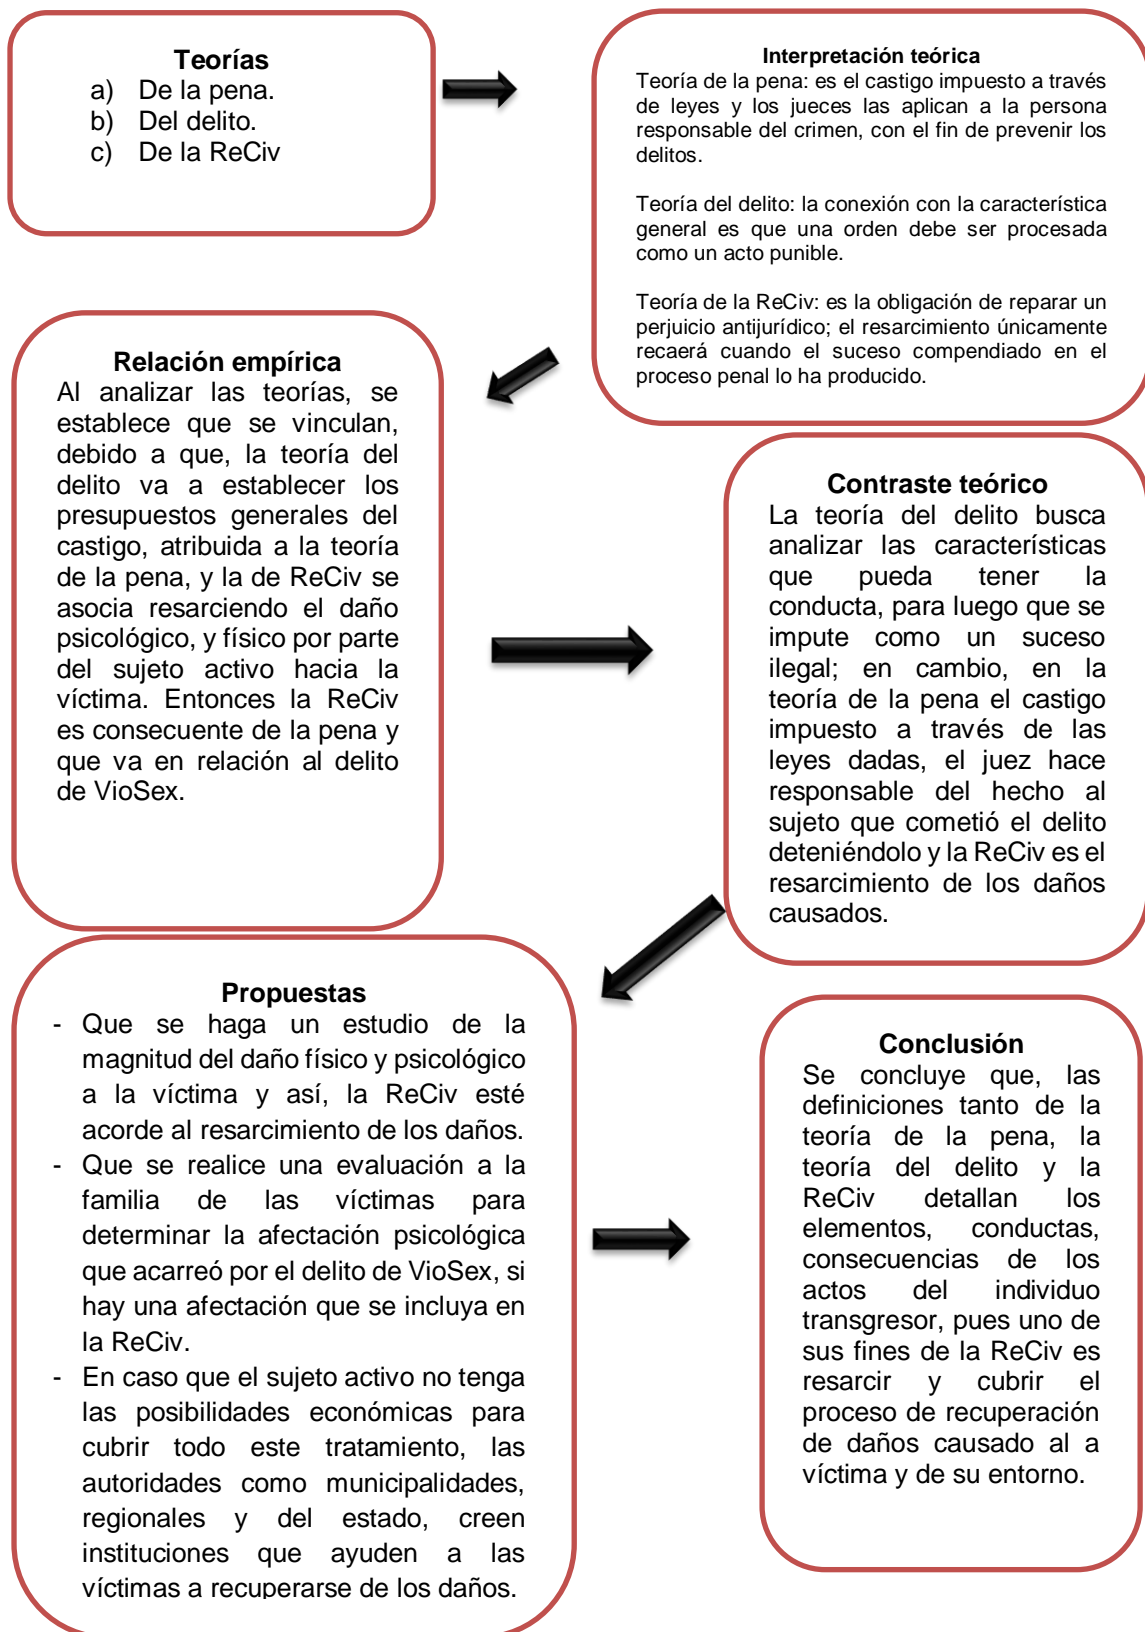 Teorías
a) De la pena.
b) Del delito.
c) De la ReCiv
Interpretación teórica
Teoría de la pena: es el castigo impuesto a través
de leyes y los jueces las aplican a la persona
responsable del crimen, con el fin de prevenir los
delitos.
Teoría del delito: la conexión con la característica
general es que una orden debe ser procesada
como un acto punible.
Teoría de la ReCiv: es la obligación de reparar un
perjuicio antijurídico; el resarcimiento únicamente
recaerá cuando el suceso compendiado en el
proceso penal lo ha producido.
Relación empírica
Al analizar las teorías, se
establece que se vinculan,
debido a que, la teoría del
delito va a establecer los
presupuestos generales del
castigo, atribuida a la teoría
de la pena, y la de ReCiv se
asocia resarciendo el daño
psicológico, y físico por parte
del sujeto activo hacia la
víctima. Entonces la ReCiv
es consecuente de la pena y
que va en relación al delito
de VioSex.
Contraste teórico
La teoría del delito busca
analizar las características
que pueda tener la
conducta, para luego que se
impute como un suceso
ilegal; en cambio, en la
teoría de la pena el castigo
impuesto a través de las
leyes dadas, el juez hace
responsable del hecho al
sujeto que cometió el delito
deteniéndolo y la ReCiv es el
resarcimiento de los daños
causados.
Propuestas
- Que se haga un estudio de la
magnitud del daño físico y psicológico
a la víctima y así, la ReCiv esté
acorde al resarcimiento de los daños.
- Que se realice una evaluación a la
familia de las víctimas para
determinar la afectación psicológica
que acarreó por el delito de VioSex, si
hay una afectación que se incluya en
la ReCiv.
- En caso que el sujeto activo no tenga
las posibilidades económicas para
cubrir todo este tratamiento, las
autoridades como municipalidades,
regionales y del estado, creen
instituciones que ayuden a las
víctimas a recuperarse de los daños.
Conclusión
Se concluye que, las
definiciones tanto de la
teoría de la pena, la
teoría del delito y la
ReCiv detallan los
elementos, conductas,
consecuencias de los
actos del individuo
transgresor, pues uno de
sus fines de la ReCiv es
resarcir y cubrir el
proceso de recuperación
de daños causado al a
víctima y de su entorno.